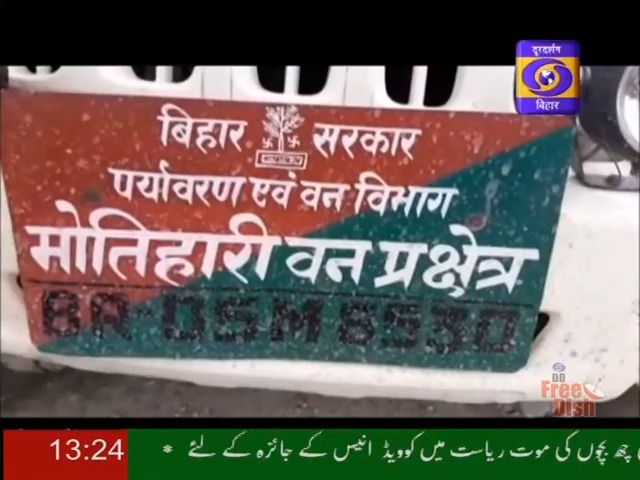 दूरदर्शन
बिहार
बिहार सरकार
पर्यावरण एवं वन विभाग
मोतिहारी वन प्रक्षेत्र
BR-05M 8530
DD
Free
Dish
13:24
چھ بچوں کی موت ریاست میں کوویڈ انیس کے جائزہ کے لئے *